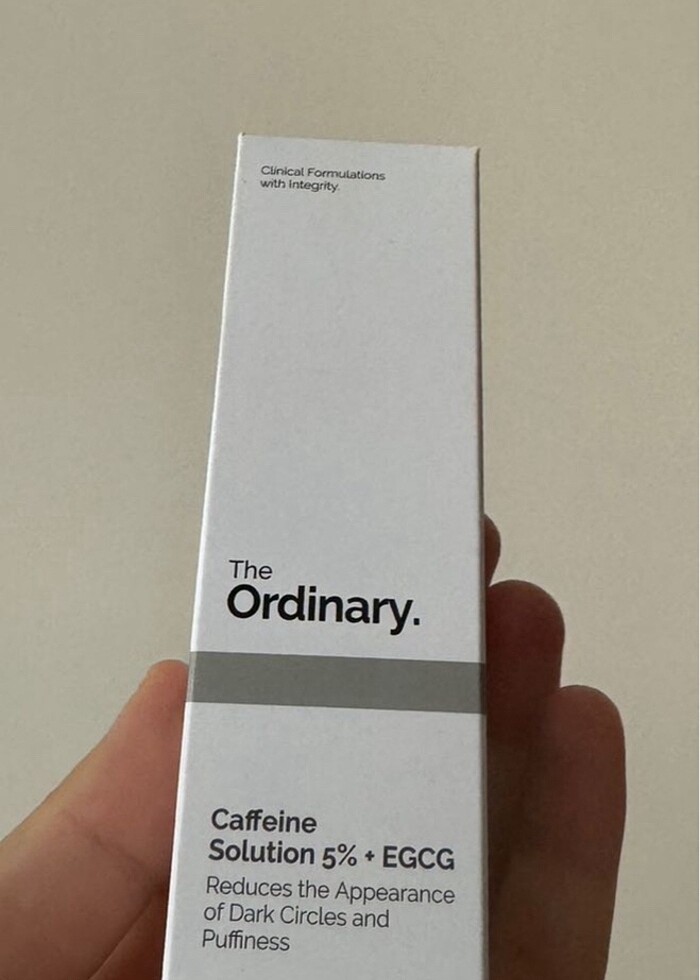 Clinical Formulations
with Integrity.
The
Ordinary.
Caffeine
Solution 5% + EGCG
Reduces the Appearance
of Dark Circles and
Puffiness